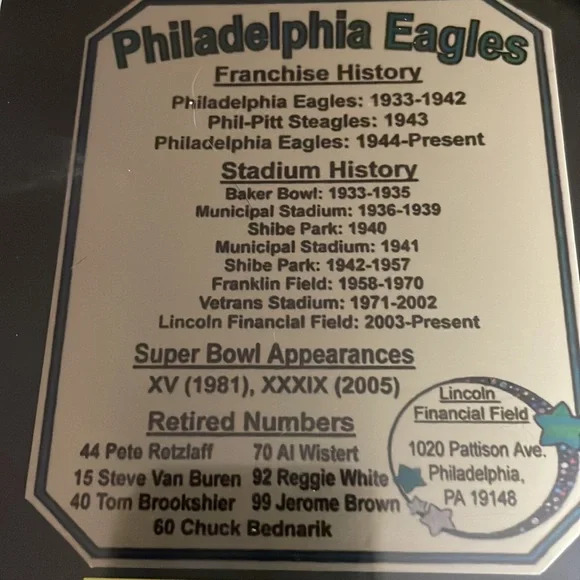 Philadelphia Eagles
Franchise History
Philadelphia Eagles: 1933-1942
Phil-Pitt Steagles: 1943
Philadelphia Eagles: 1944-Present
Stadium History
Baker Bowl: 1933-1935
Municipal Stadium: 1936-1939
Shibe Park: 1940
Municipal Stadium: 1941
Shibe Park: 1942-1957
Franklin Field: 1958-1970
Vetrans Stadium: 1971-2002
Lincoln Financial Field: 2003-Present
Super Bowl Appearances
XV (1981), XXXIX (2005)
Retired Numbers
44 Pete Retzlaff 70 Al Wistert
15 Steve Van Buren 92 Reggie White
40 Tom Brookshier 99 Jerome Brown
60 Chuck Bednarik
Lincoln
Financial Field
1020 Pattison Ave.
Philadelphia,
PA 19148